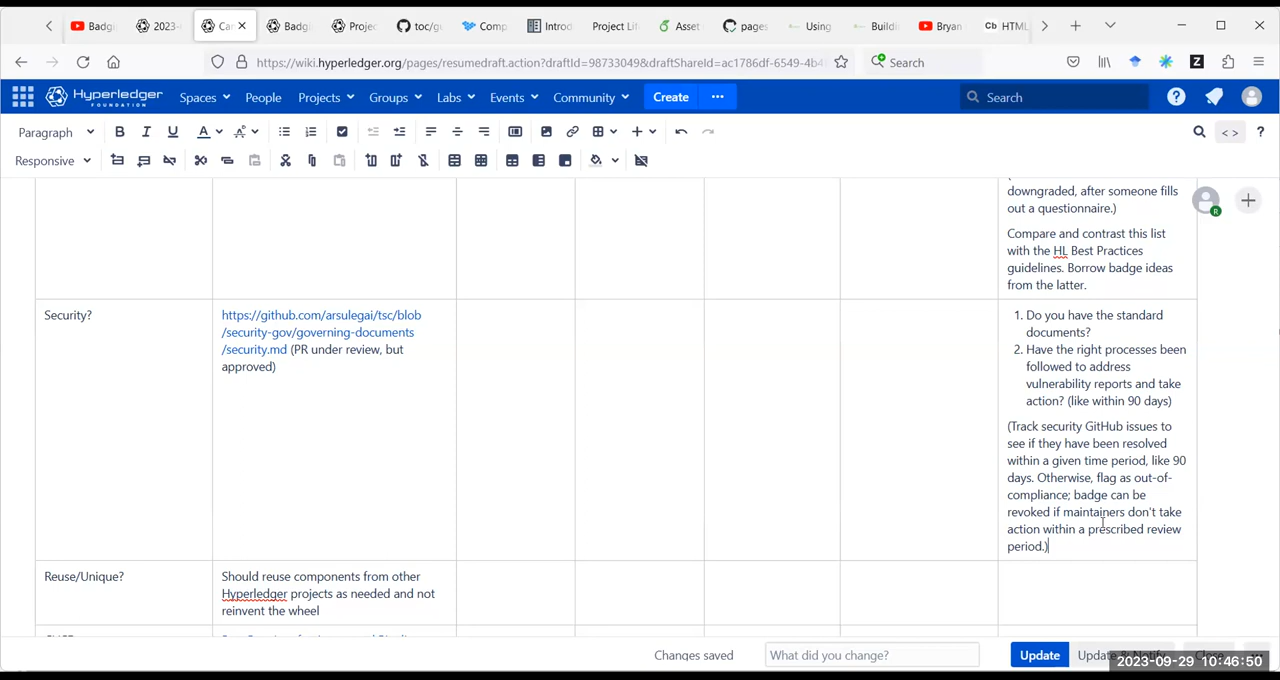 Badgi
2023-
Ca
Badgi
Projec
toc/g
Comp
Introd
Project Lif
Asset
pages
Using
Buildi
Bryan
Cb HTML
https://wiki.hyperledger.org/pages/resumedraft.action?draftId=98733049&draftShareId=ac1786df-6549-4b4
Search
HYPERLEDGER
FOUNDATION
Spaces
People
Projects
Groups
Labs
Events
Community
Create
Search
Paragraph
B I U A
Responsive
downgraded, after someone fills
out a questionnaire.)
R
Compare and contrast this list
with the HL Best Practices
guidelines. Borrow badge ideas
from the latter.
Security?
https://github.com/arsulegai/tsc/blob
/security-gov/governing-documents
/security.md (PR under review, but
approved)
1. Do you have the standard
documents?
2. Have the right processes been
followed to address
vulnerability reports and take
action? (like within 90 days)
(Track security GitHub issues to
see if they have been resolved
within a given time period, like 90
days. Otherwise, flag as out-of-
compliance; badge can be
revoked if maintainers don't take
action within a prescribed review
period.)
Reuse/Unique?
Should reuse components from other
Hyperledger projects as needed and not
reinvent the wheel
Changes saved
What did you change?
Update
Update & Notify
Close
2023-09-29 10:46:50